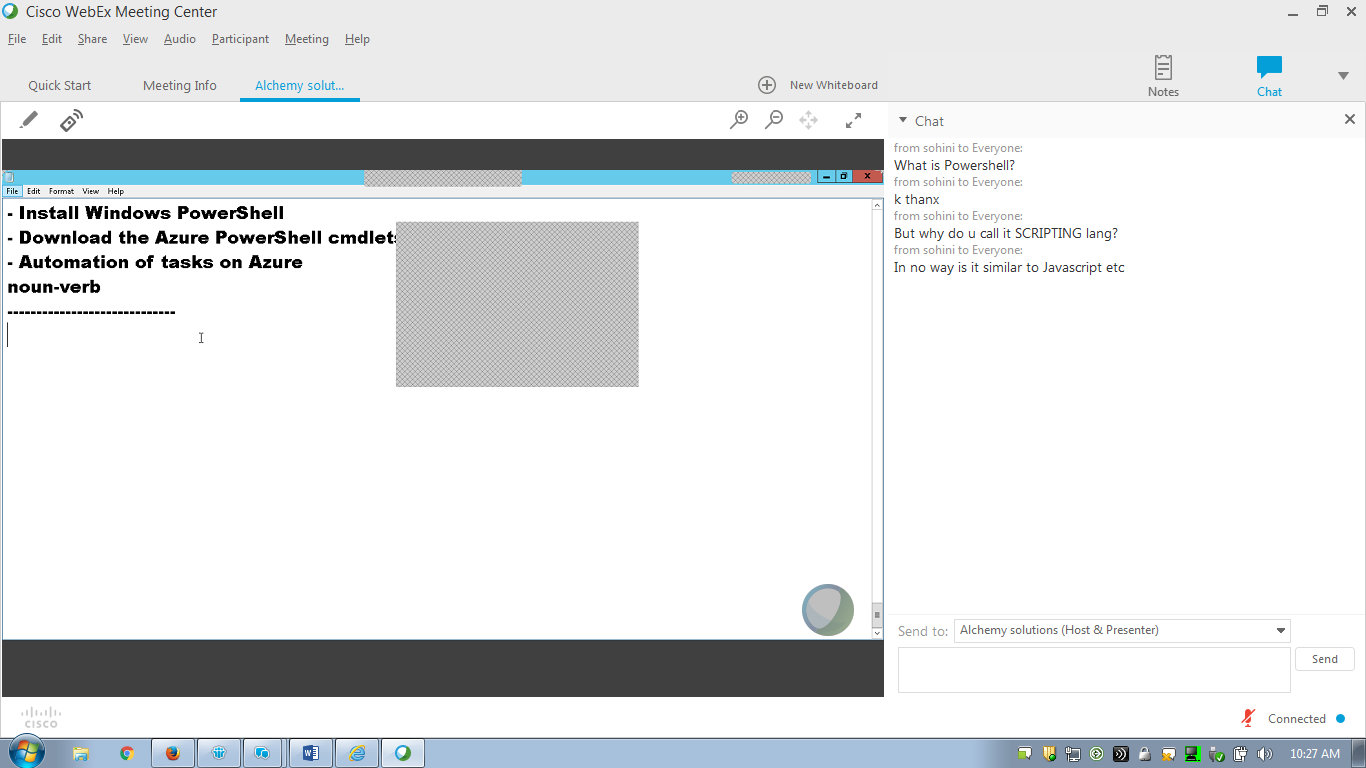 Cisco WebEx Meeting Center
File Edit Share View Audio Participant Meeting Help
Quick Start Meeting Info Alchemy solut... New Whiteboard
Notes Chat
Chat
File Edit Format View Help
- Install Windows PowerShell
- Download the Azure PowerShell cmdlets
- Automation of tasks on Azure
noun-verb
-----------------------------
from sohini to Everyone:
What is Powershell?
from sohini to Everyone:
k thanx
from sohini to Everyone:
But why do u call it SCRIPTING lang?
from sohini to Everyone:
In no way is it similar to Javascript etc
Send to: Alchemy solutions (Host & Presenter)
Send
CISCO
Connected
10:27 AM